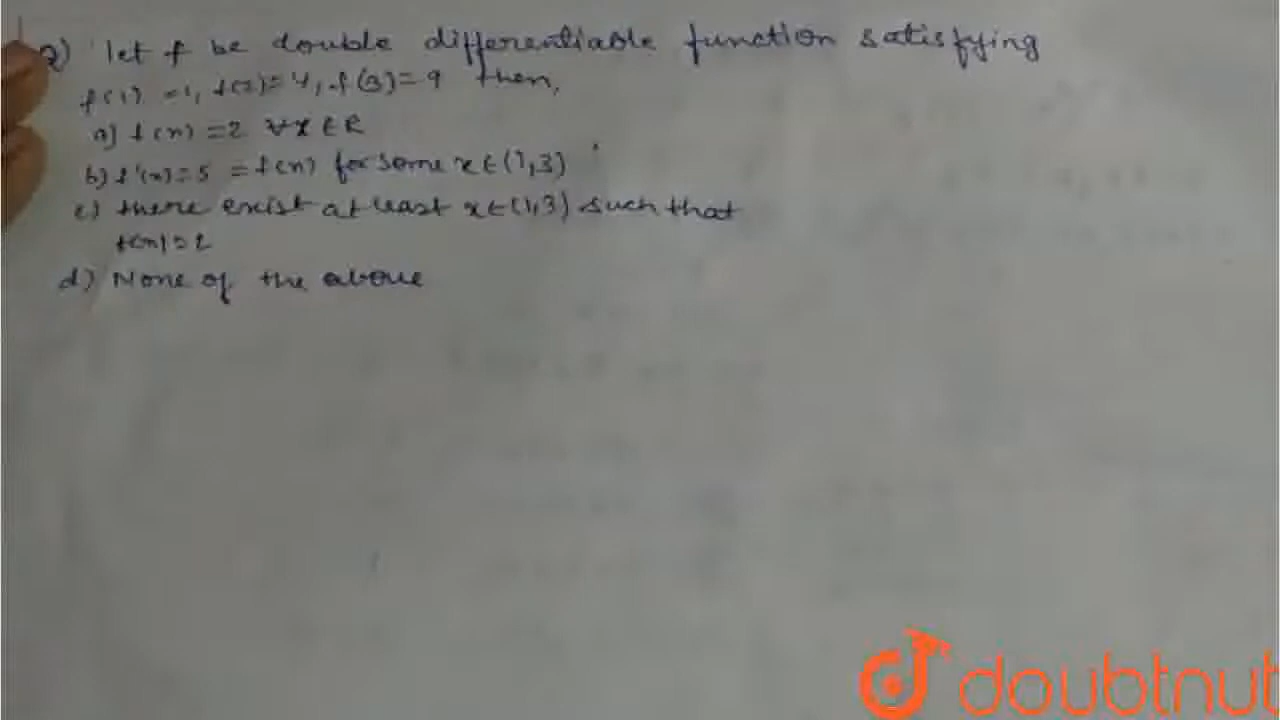 Q) let f be double differentiable function satisfying
f(1) =1, f(2)=4, f(3)=9 then,
a) f(n) =2 ∀x ∈ R
b) f'(x)=5 =f(n) for some x∈(1,3)
c) there exist at least x∈(1,3) such that
f(n)=2
d) None of the above
doubtnut